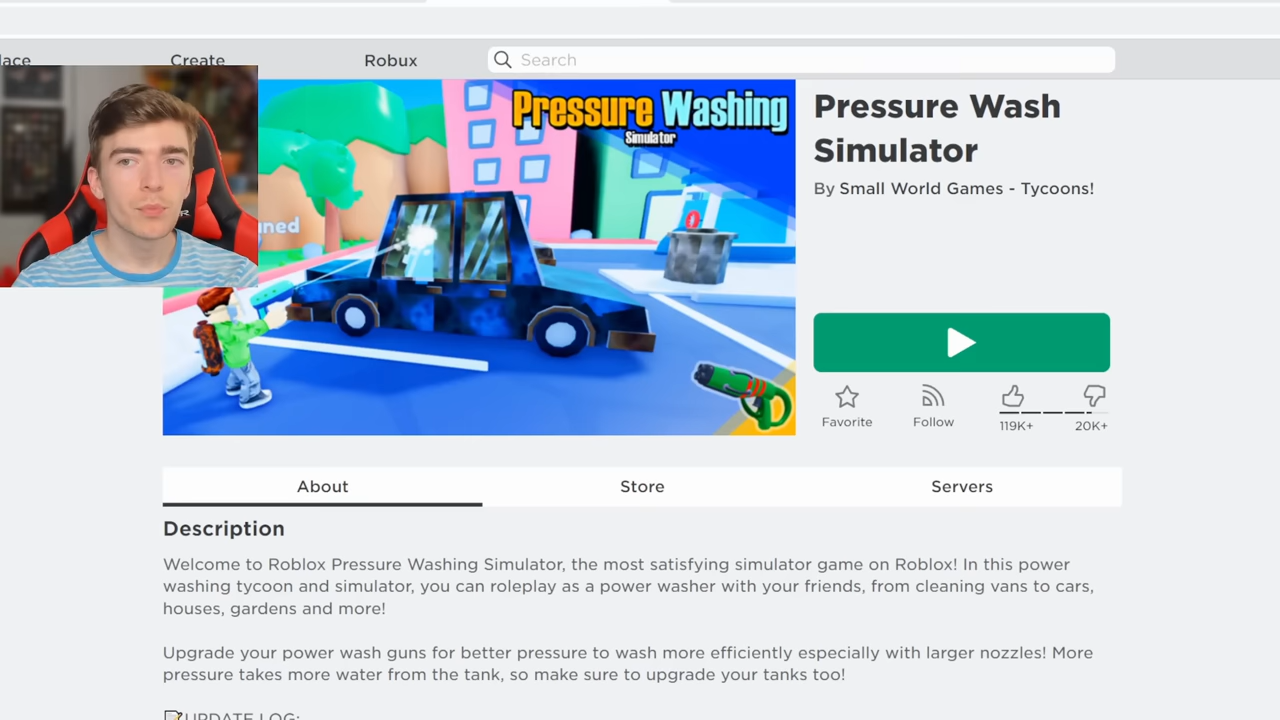 lace Create Robux Search
Pressure Washing
Simulator
aned
Pressure Wash
Simulator
By Small World Games - Tycoons!
Favorite Follow 119K+ 20K+
About Store Servers
Description
Welcome to Roblox Pressure Washing Simulator, the most satisfying simulator game on Roblox! In this power
washing tycoon and simulator, you can roleplay as a power washer with your friends, from cleaning vans to cars,
houses, gardens and more!
Upgrade your power wash guns for better pressure to wash more efficiently especially with larger nozzles! More
pressure takes more water from the tank, so make sure to upgrade your tanks too!
📝UPDATE LOG: